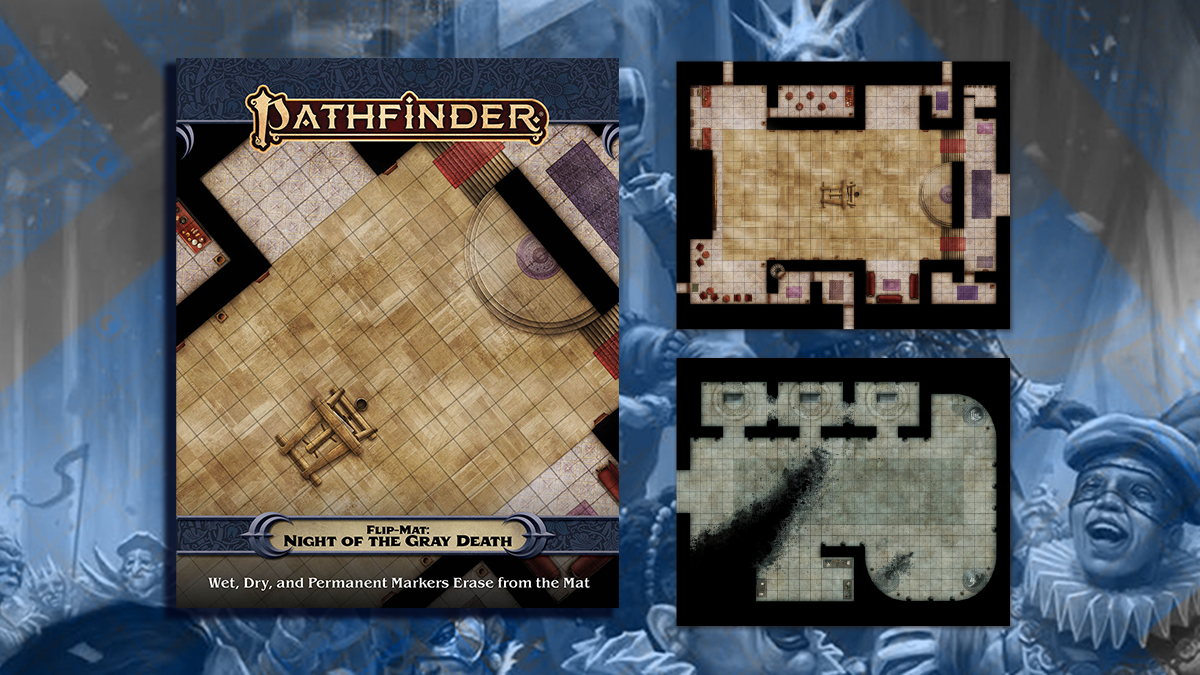 PATHFINDER
FLIP-MAT:
NIGHT OF THE GRAY DEATH
Wet, Dry, and Permanent Markers Erase from the Mat